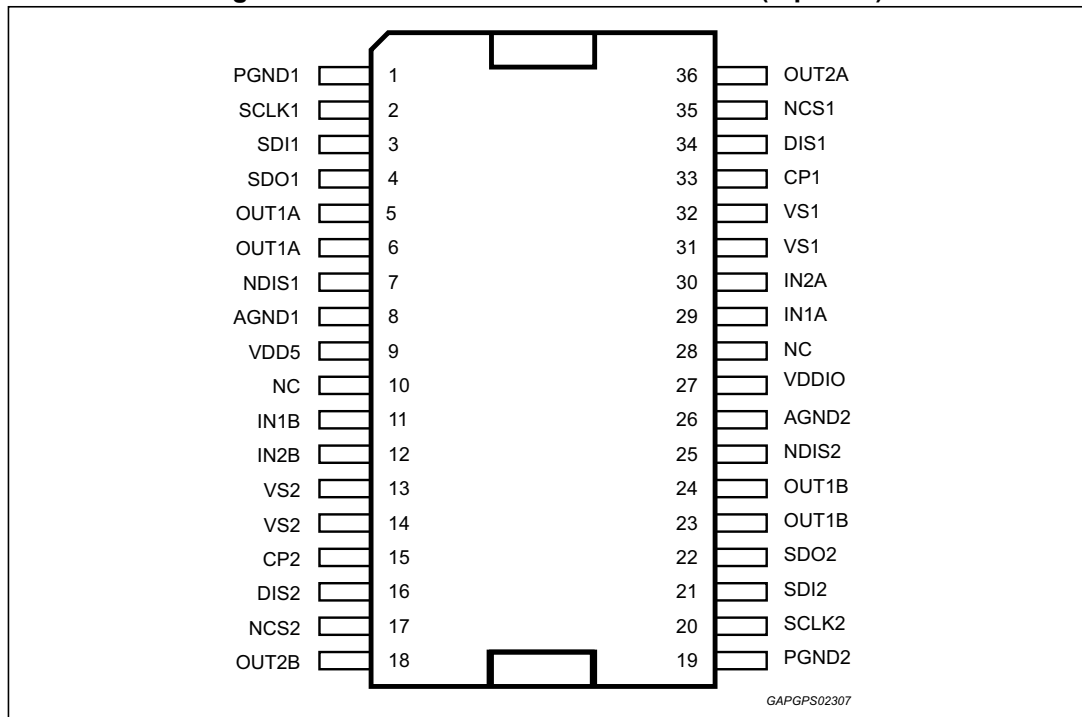 PGND1 1 36 OUT2A
SCLK1 2 35 NCS1
SDI1 3 34 DIS1
SDO1 4 33 CP1
OUT1A 5 32 VS1
OUT1A 6 31 VS1
NDIS1 7 30 IN2A
AGND1 8 29 IN1A
VDD5 9 28 NC
NC 10 27 VDDIO
IN1B 11 26 AGND2
IN2B 12 25 NDIS2
VS2 13 24 OUT1B
VS2 14 23 OUT1B
CP2 15 22 SDO2
DIS2 16 21 SDI2
NCS2 17 20 SCLK2
OUT2B 18 19 PGND2
GAPGPS02307